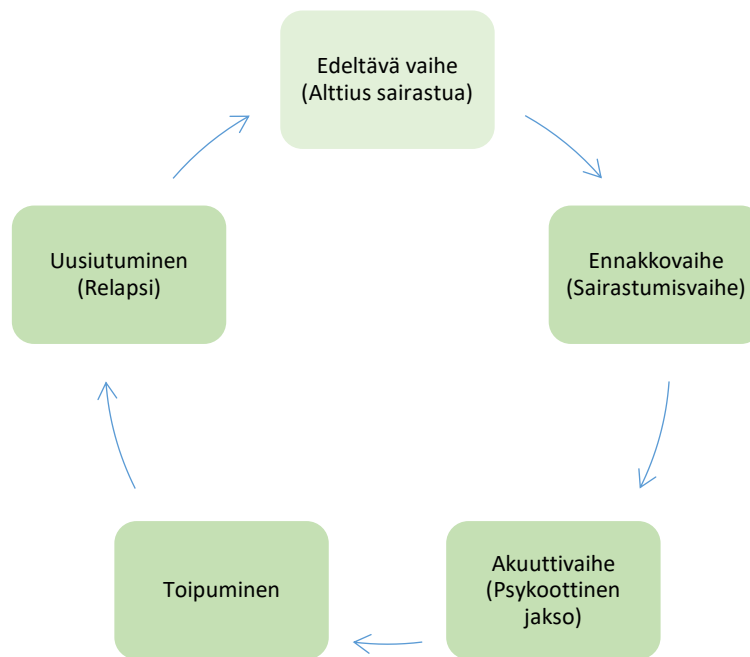 Edeltävä vaihe
(Alttius sairastua)
Ennakkovaihe
(Sairastumisvaihe)
Akuuttivaihe
(Psykoottinen
jakso)
Toipuminen
Uusiutuminen
(Relapsi)